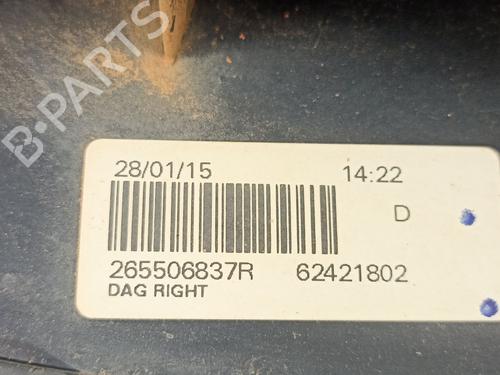 B-PARTS
28/01/15 14:22
D
265506837R 62421802
DAG RIGHT